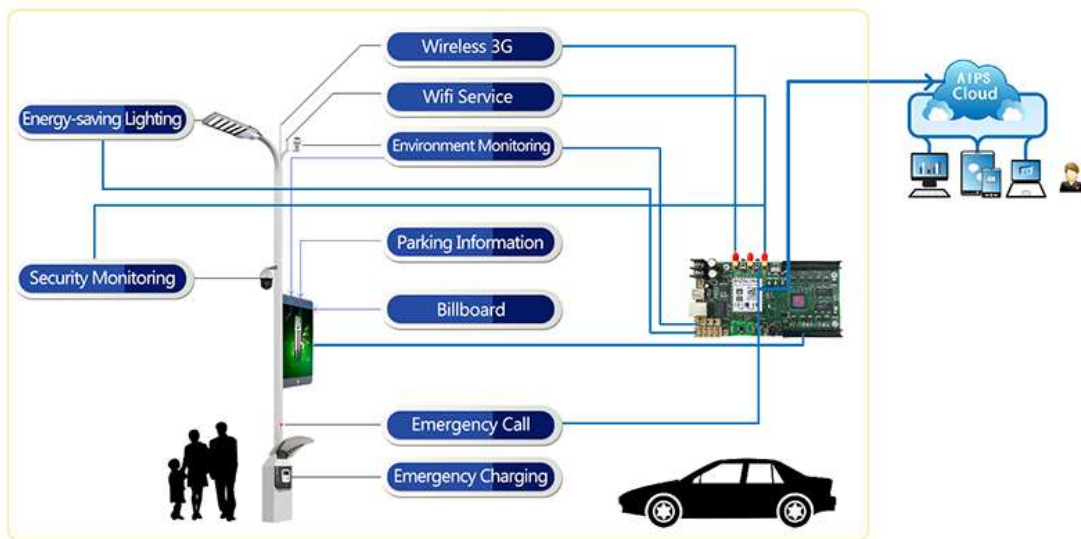 Wireless 3G
Wifi Service
Energy-saving Lighting
Environment Monitoring
Parking Information
Security Monitoring
Billboard
Emergency Call
Emergency Charging
AIPS
Cloud